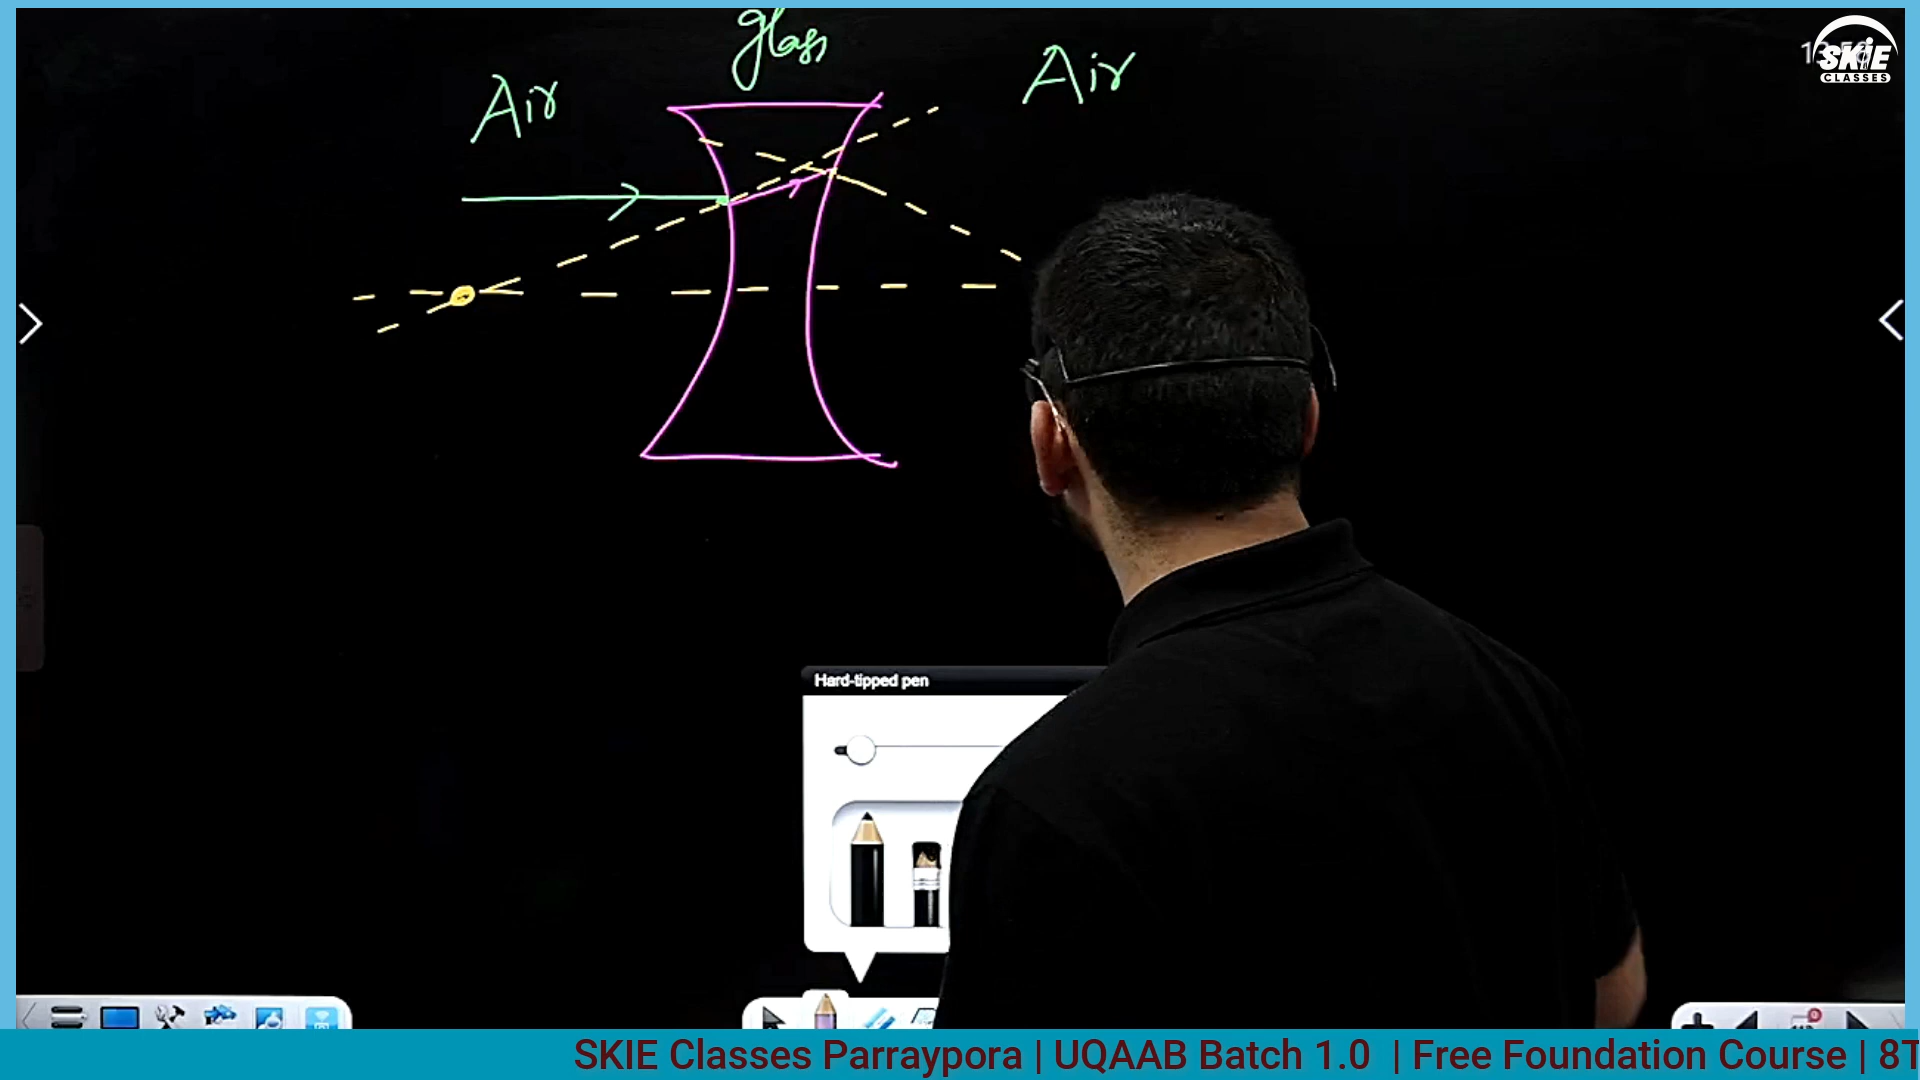 glass
Air
Air
SKIE
CLASSES
Hard-tipped pen
SKIE Classes Parraypora | UQAAB Batch 1.0 | Free Foundation Course | 8T